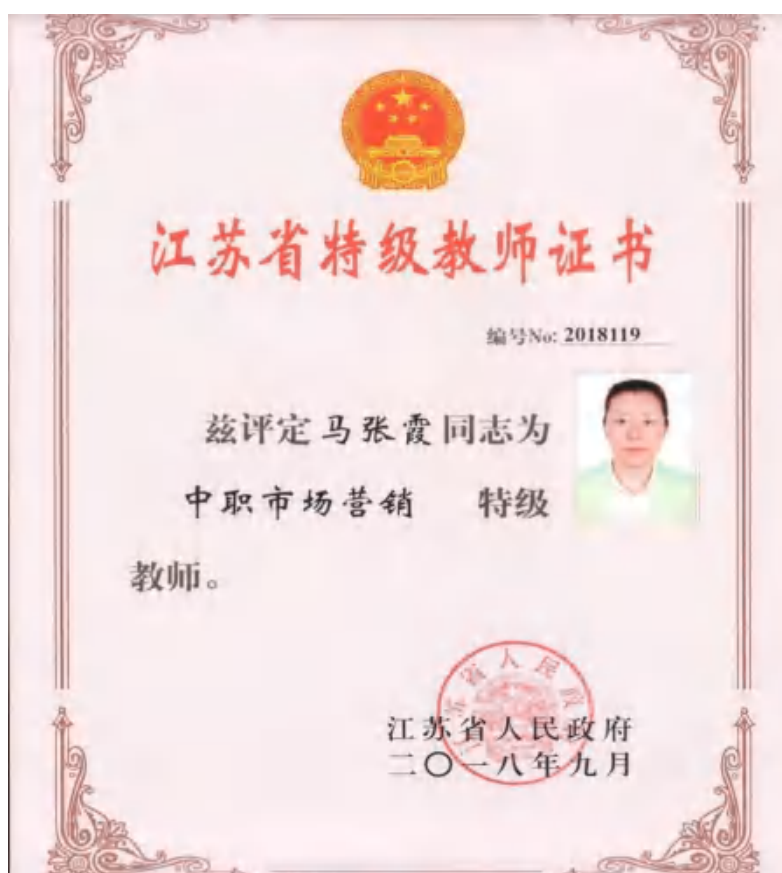 江苏省特级教师证书
编号No: 2018119
兹评定马张霞同志为
中职市场营销 特级
教师。
江苏省人民政府
二〇一八年九月